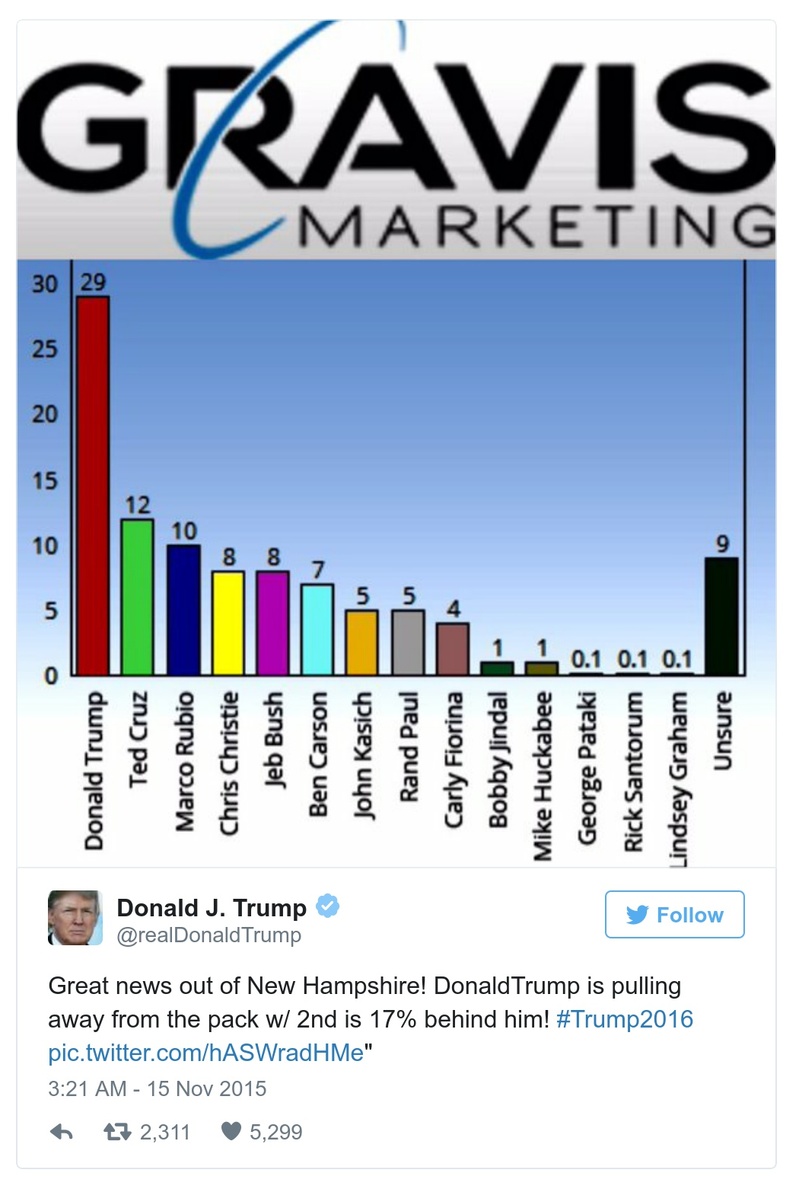 GRAVIS
MARKETING
30
25
20
15
10
5
0
29
12
10
8
8
7
5
5
4
1
1
0.1
0.1
0.1
9
Donald Trump
Ted Cruz
Marco Rubio
Chris Christie
Jeb Bush
Ben Carson
John Kasich
Rand Paul
Carly Fiorina
Bobby Jindal
Mike Huckabee
George Pataki
Rick Santorum
Lindsey Graham
Unsure
Donald J. Trump
@realDonaldTrump
Follow
Great news out of New Hampshire! DonaldTrump is pulling
away from the pack w/ 2nd is 17% behind him! #Trump2016
pic.twitter.com/hASWradHMe"
3:21 AM - 15 Nov 2015
2,311 5,299